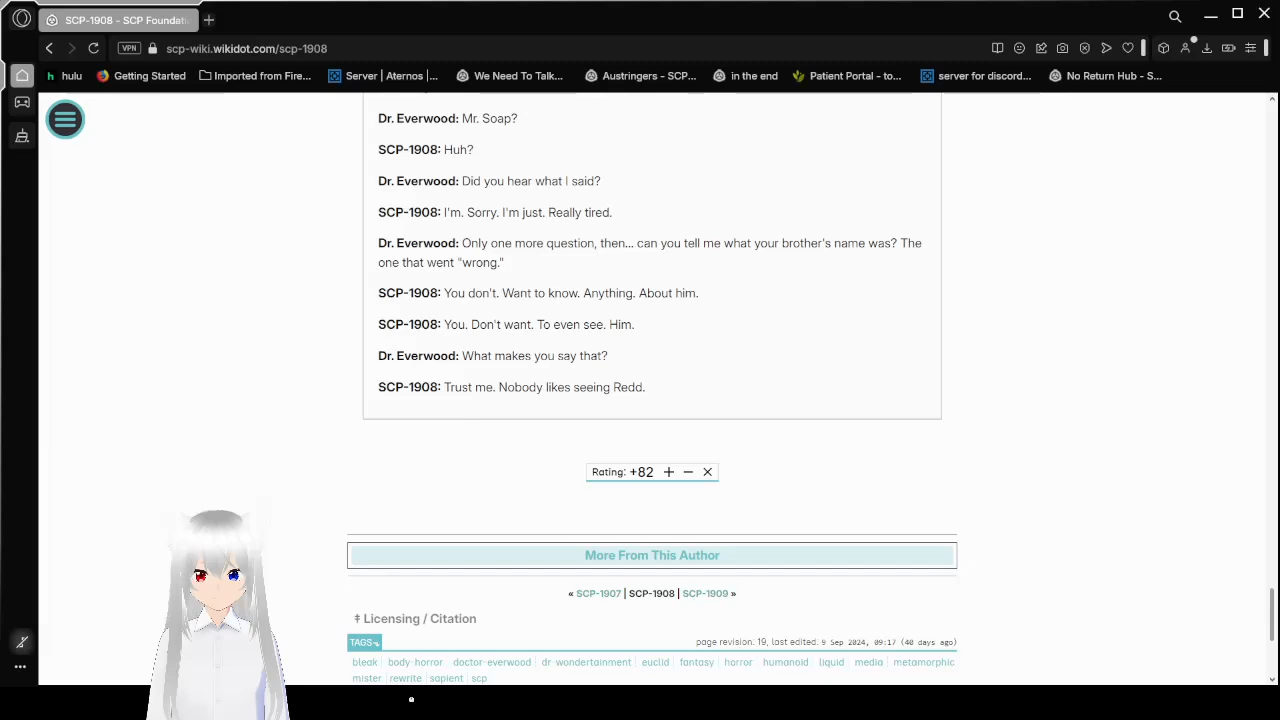 SCP-1908 - SCP Foundati
VPN scp-wiki.wikidot.com/scp-1908
hulu Getting Started Imported from Fire... Server | Aternos |... We Need To Talk... Austringers - SCP... in the end Patient Portal - to... server for discord... No Return Hub - S...
Dr. Everwood: Mr. Soap?
SCP-1908: Huh?
Dr. Everwood: Did you hear what I said?
SCP-1908: I'm. Sorry. I'm just. Really tired.
Dr. Everwood: Only one more question, then... can you tell me what your brother's name was? The
one that went "wrong."
SCP-1908: You don't. Want to know. Anything. About him.
SCP-1908: You. Don't want. To even see. Him.
Dr. Everwood: What makes you say that?
SCP-1908: Trust me. Nobody likes seeing Redd.
Rating: +82 + − ×
More From This Author
« SCP-1907 | SCP-1908 | SCP-1909 »
‡ Licensing / Citation
TAGS page revision: 19, last edited: 9 Sep 2024, 09:17 (40 days ago)
bleak body-horror doctor-everwood dr-wondertainment euclid fantasy horror humanoid liquid media metamorphic
mister rewrite sapient scp